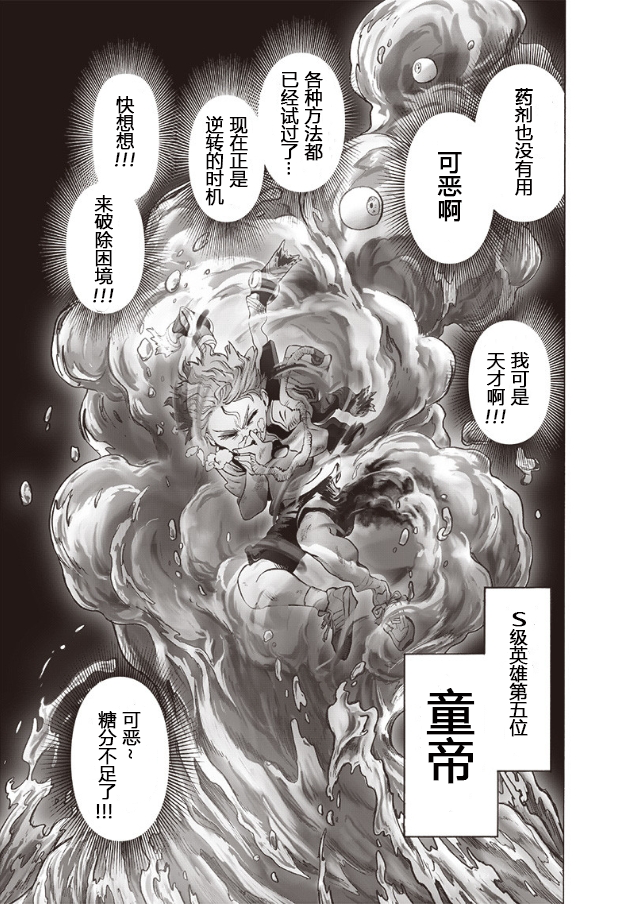 药剂也没有用
可恶啊
各种方法都
已经试过了…
现在正是
逆转的时机
快想想!!!
来破除困境
!!!
我可是
天才啊!!!
S级英雄第五位
童帝
可恶~
糖分不足了!!!